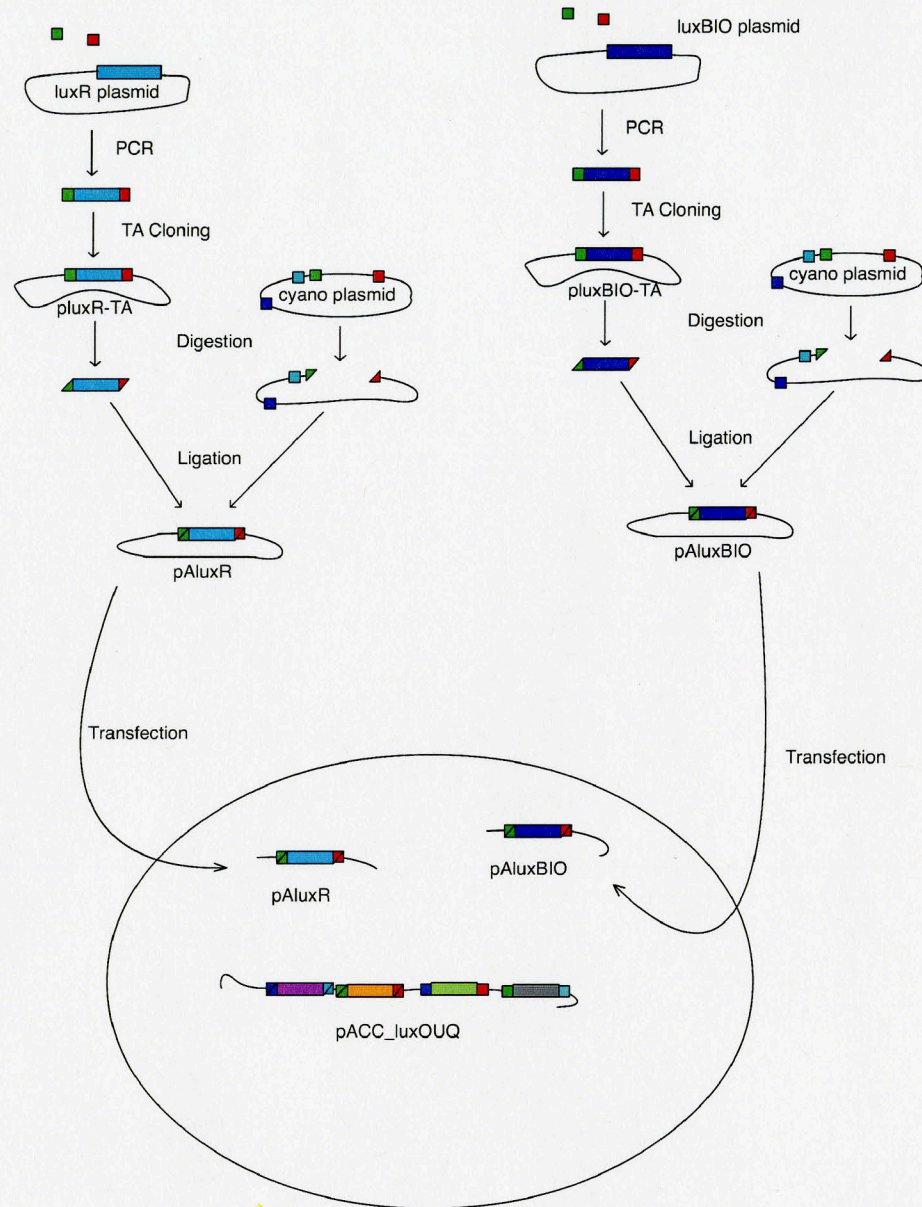 luxR plasmid
PCR
TA Cloning
pluxR-TA
cyano plasmid
Digestion
Ligation
pAluxR
Transfection
luxBIO plasmid
PCR
TA Cloning
pluxBIO-TA
cyano plasmid
Digestion
Ligation
pAluxBIO
Transfection
pAluxR
pAluxBIO
pACC_luxOUQ